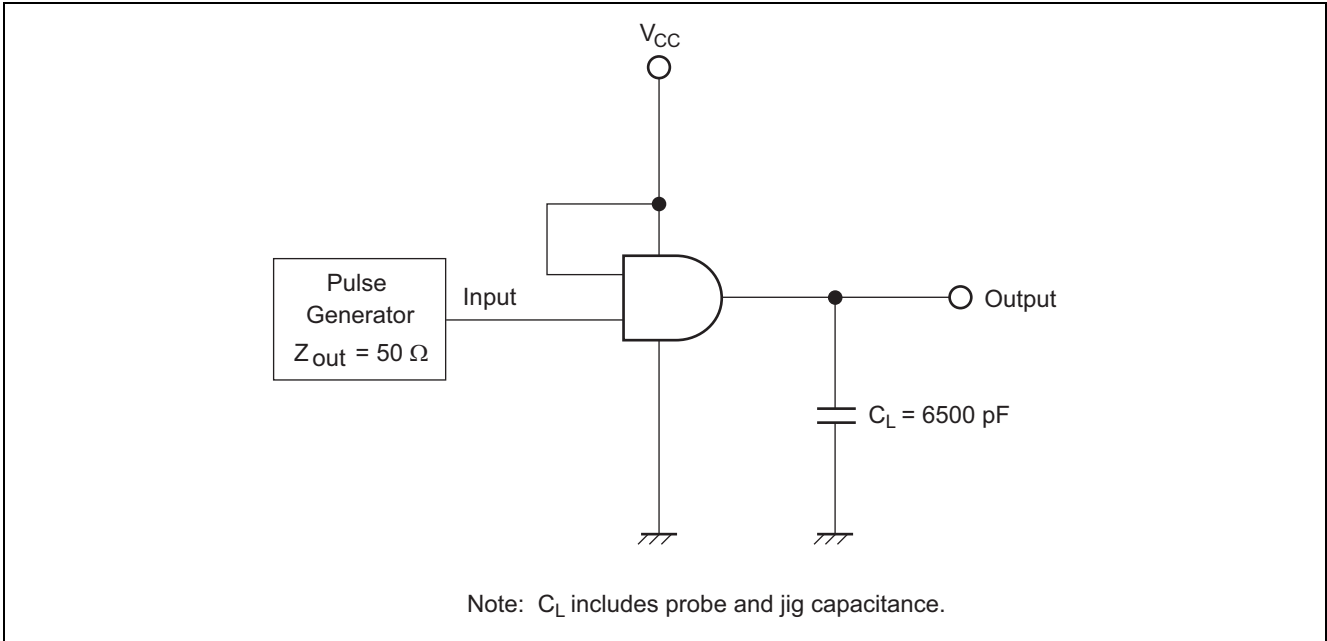 VCC
Pulse
Generator
Zout = 50 Ω
Input
Output
CL = 6500 pF
Note: CL includes probe and jig capacitance.